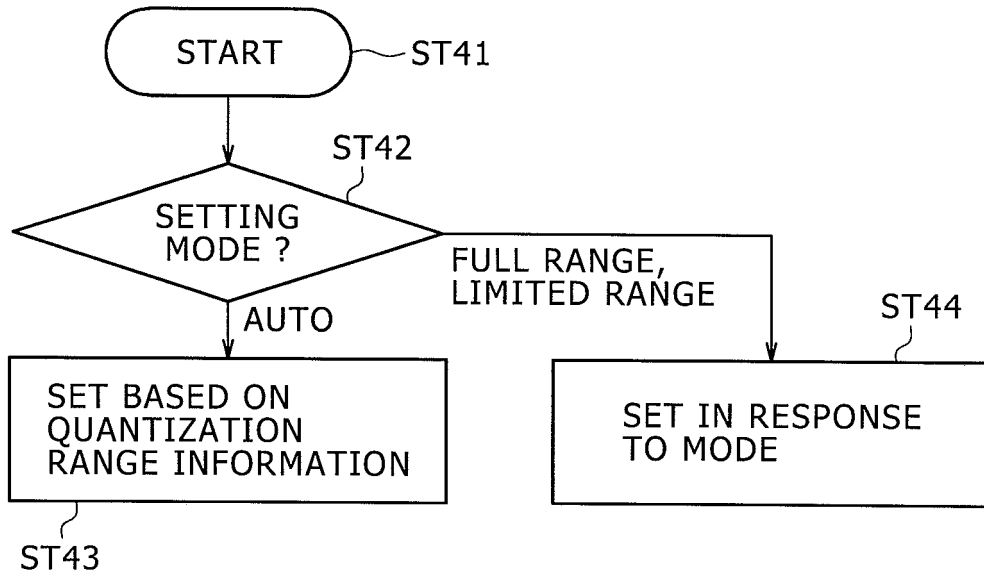 START
ST41
ST42
SETTING
MODE ?
FULL RANGE,
LIMITED RANGE
AUTO
ST44
SET BASED ON
QUANTIZATION
RANGE INFORMATION
SET IN RESPONSE
TO MODE
ST43